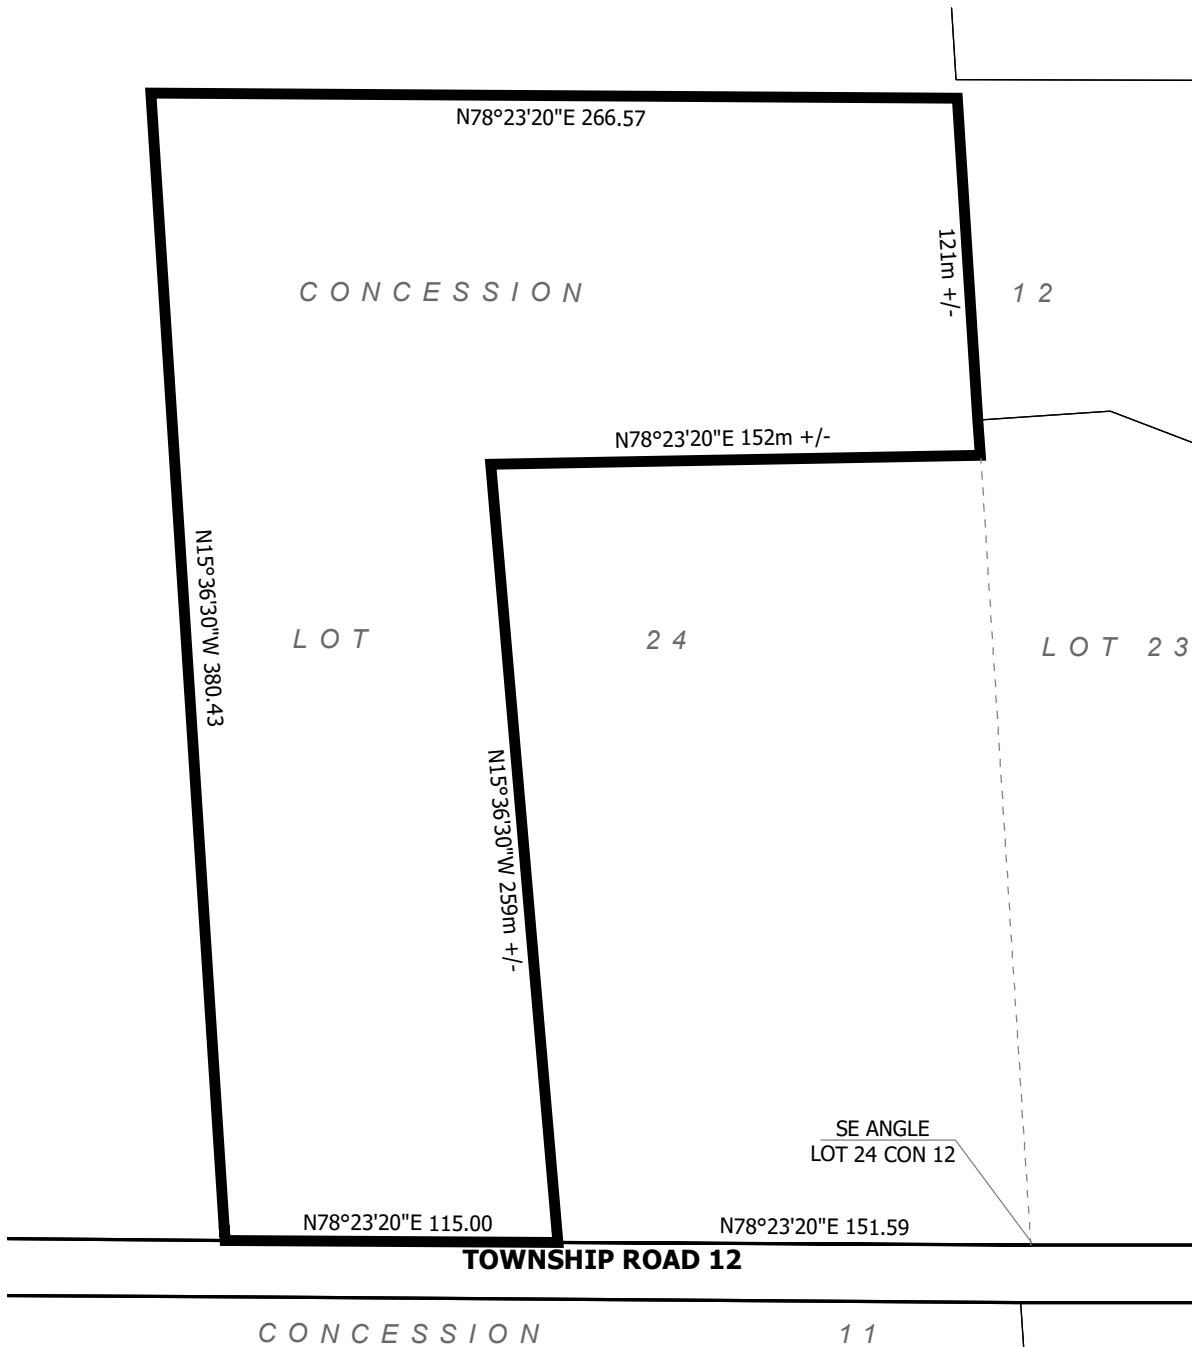 N78°23'20"E 266.57
121m +/-
CONCESSION 12
N78°23'20"E 152m +/-
N15°36'30"W 380.43
LOT 24
LOT 23
N15°36'30"W 259m +/-
SE ANGLE
LOT 24 CON 12
N78°23'20"E 115.00
N78°23'20"E 151.59
TOWNSHIP ROAD 12
CONCESSION 11